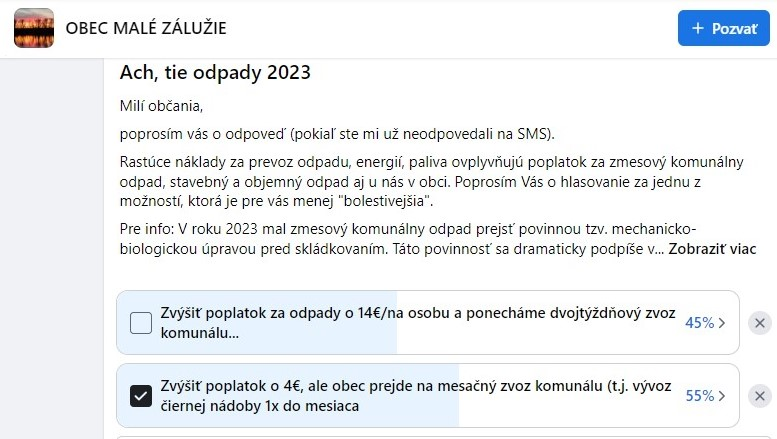 OBEC MALÉ ZÁLUŽIE
+ Pozvať
Ach, tie odpady 2023
Milí občania,
poprosím vás o odpoveď (pokiaľ ste mi už neodpovedali na SMS).
Rastúce náklady za prevoz odpadu, energií, paliva ovplyvňujú poplatok za zmesový komunálny
odpad, stavebný a objemný odpad aj u nás v obci. Poprosím Vás o hlasovanie za jednu z
možností, ktorá je pre vás menej "bolestivejšia".
Pre info: V roku 2023 mal zmesový komunálny odpad prejsť povinnou tzv. mechanicko-
biologickou úpravou pred skládkovaním. Táto povinnosť sa dramaticky podpíše v... Zobraziť viac
Zvýšiť poplatok za odpady o 14€/na osobu a ponecháme dvojtýždňový zvoz
komunálu...
45%
Zvýšiť poplatok o 4€, ale obec prejde na mesačný zvoz komunálu (t.j. vývoz
čiernej nádoby 1x do mesiaca
55%